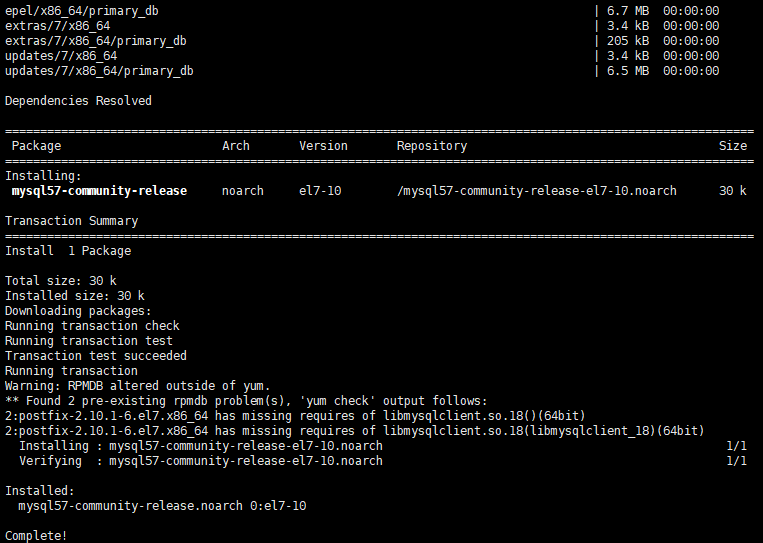 epel/x86_64/primary_db | 6.7 MB 00:00:00
extras/7/x86_64 | 3.4 kB 00:00:00
extras/7/x86_64/primary_db | 205 kB 00:00:00
updates/7/x86_64 | 3.4 kB 00:00:00
updates/7/x86_64/primary_db | 6.5 MB 00:00:00
Dependencies Resolved
================================================================================
Package Arch Version Repository Size
================================================================================
Installing:
mysql57-community-release noarch el7-10 /mysql57-community-release-el7-10.noarch 30 k
Transaction Summary
================================================================================
Install 1 Package
Total size: 30 k
Installed size: 30 k
Downloading packages:
Running transaction check
Running transaction test
Transaction test succeeded
Running transaction
Warning: RPMDB altered outside of yum.
** Found 2 pre-existing rpmdb problem(s), 'yum check' output follows:
2:postfix-2.10.1-6.el7.x86_64 has missing requires of libmysqlclient.so.18()(64bit)
2:postfix-2.10.1-6.el7.x86_64 has missing requires of libmysqlclient.so.18(libmysqlclient_18)(64bit)
Installing : mysql57-community-release-el7-10.noarch 1/1
Verifying : mysql57-community-release-el7-10.noarch 1/1
Installed:
mysql57-community-release.noarch 0:el7-10
Complete!